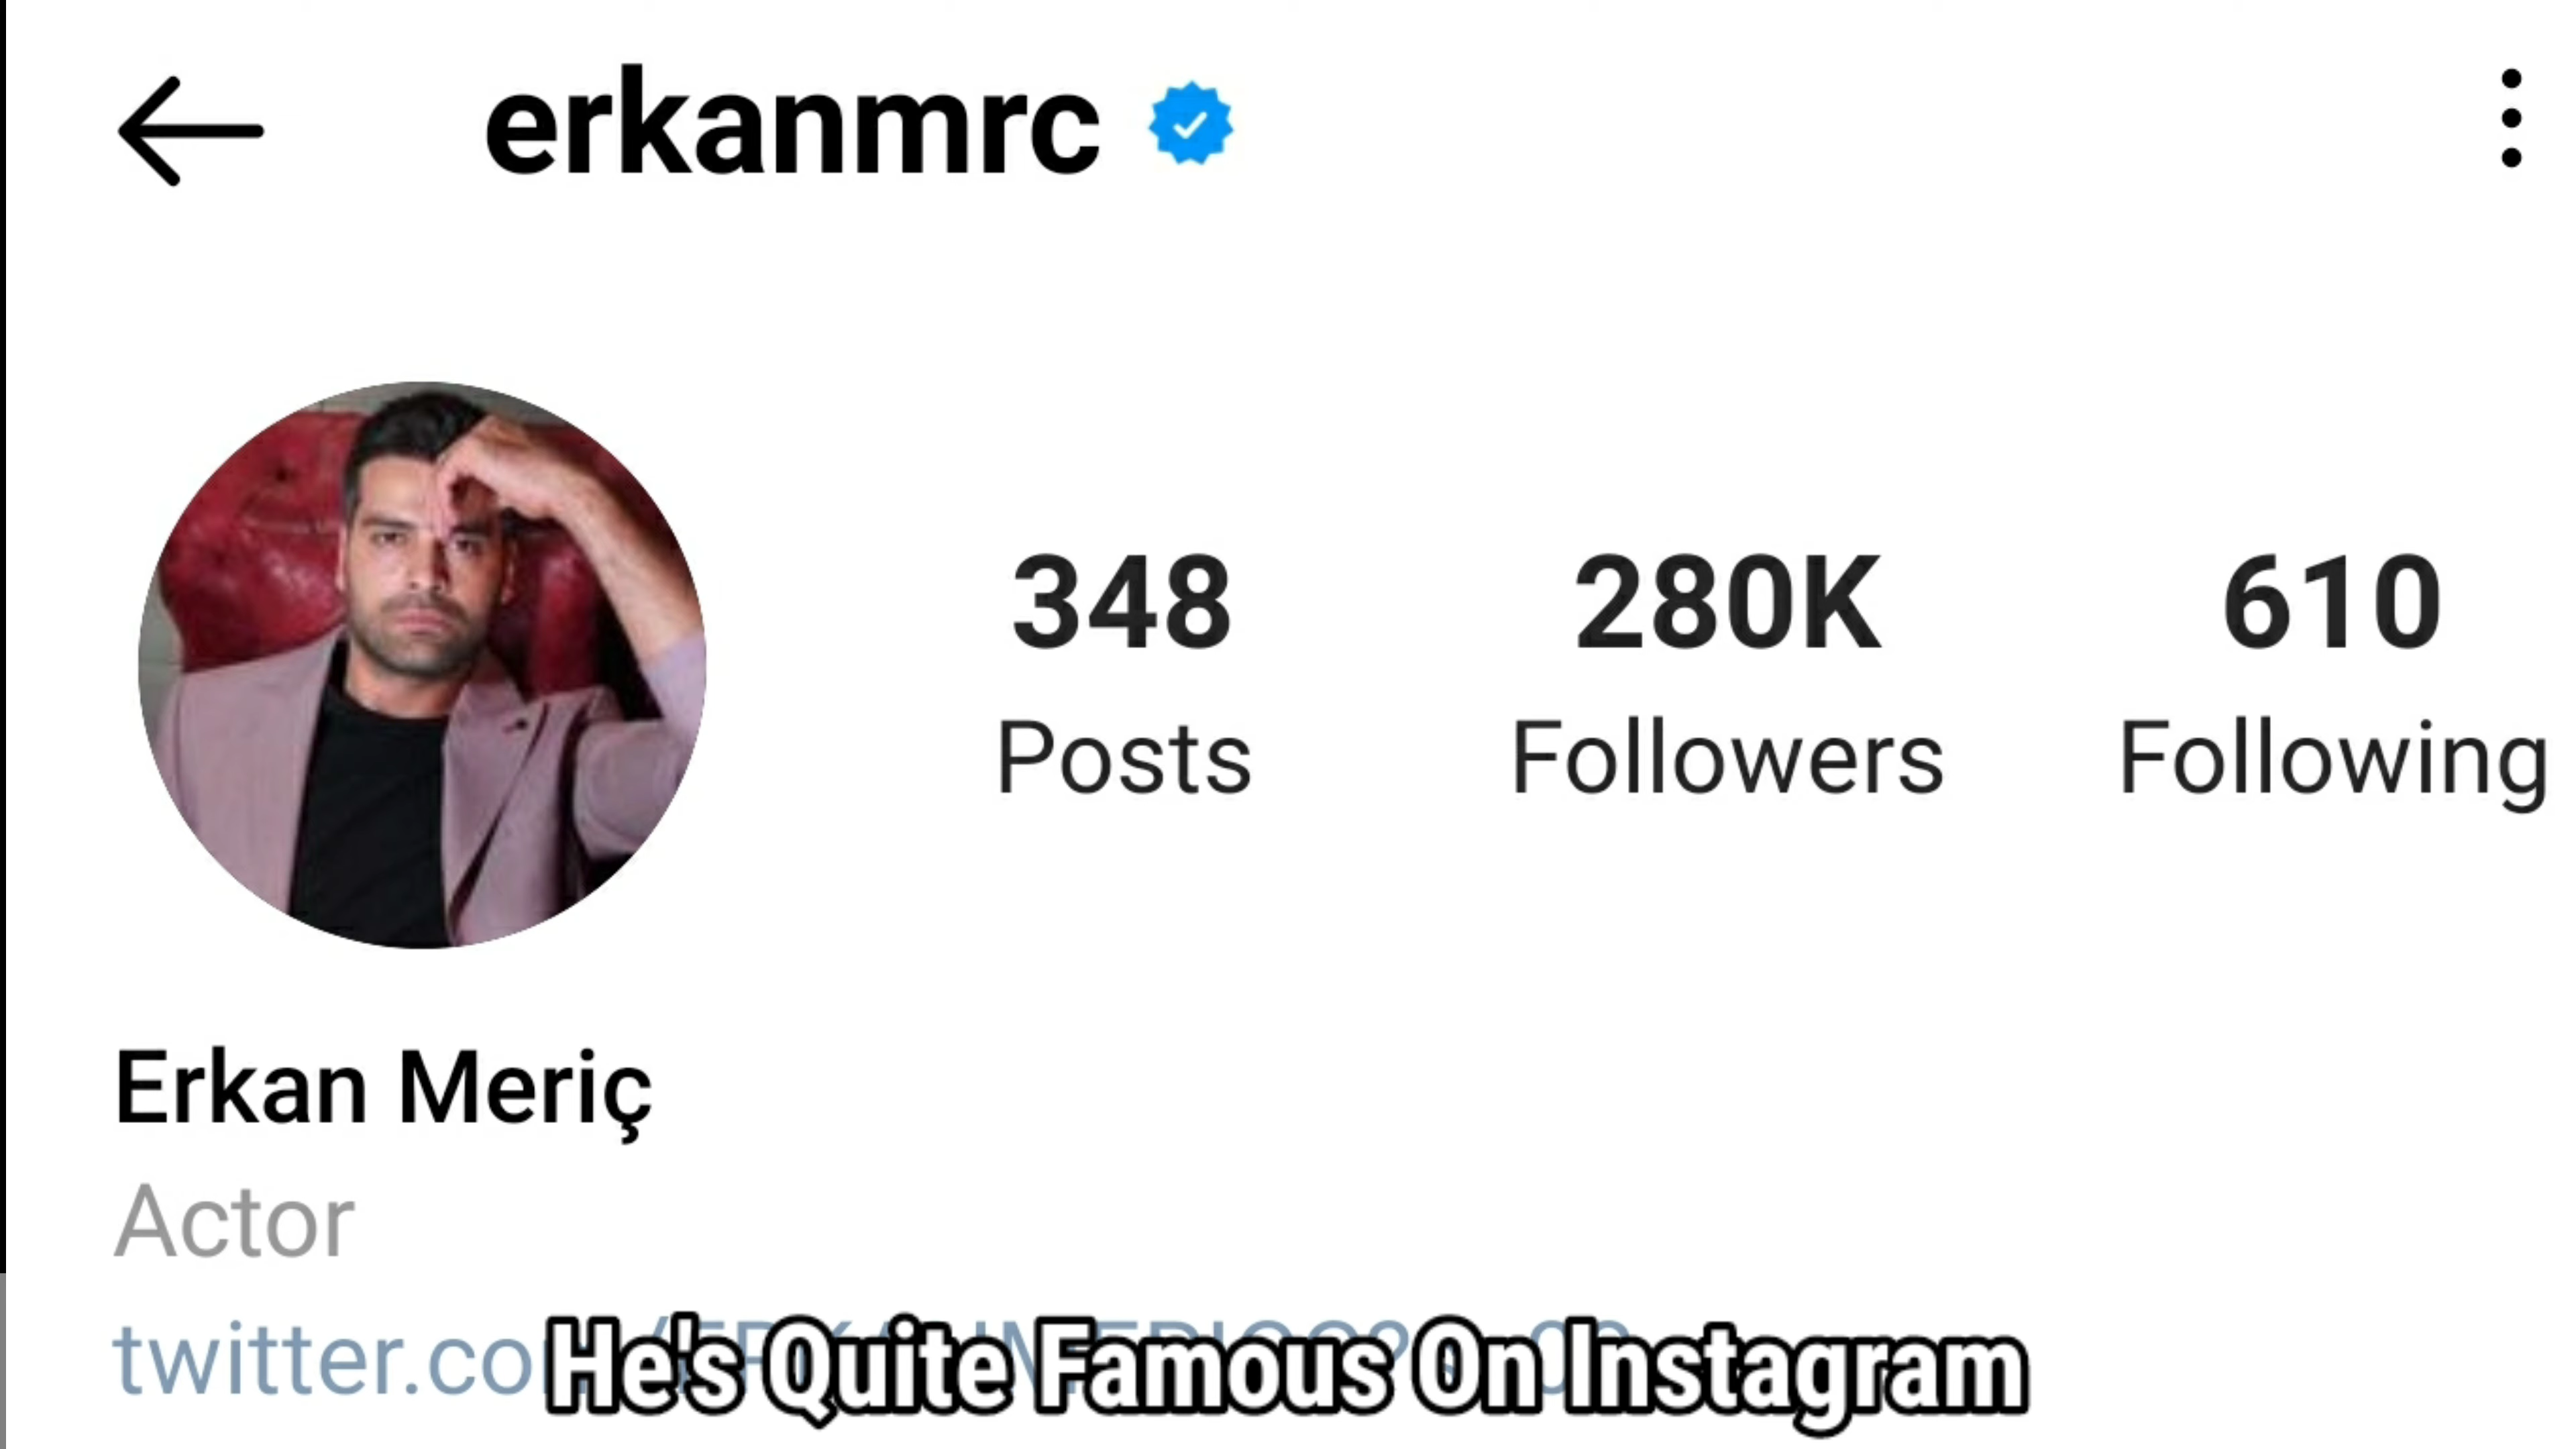 erkanmrc
348 280K 610
Posts Followers Following
Erkan Meriç
Actor
twitter.co
He's Quite Famous On Instagram